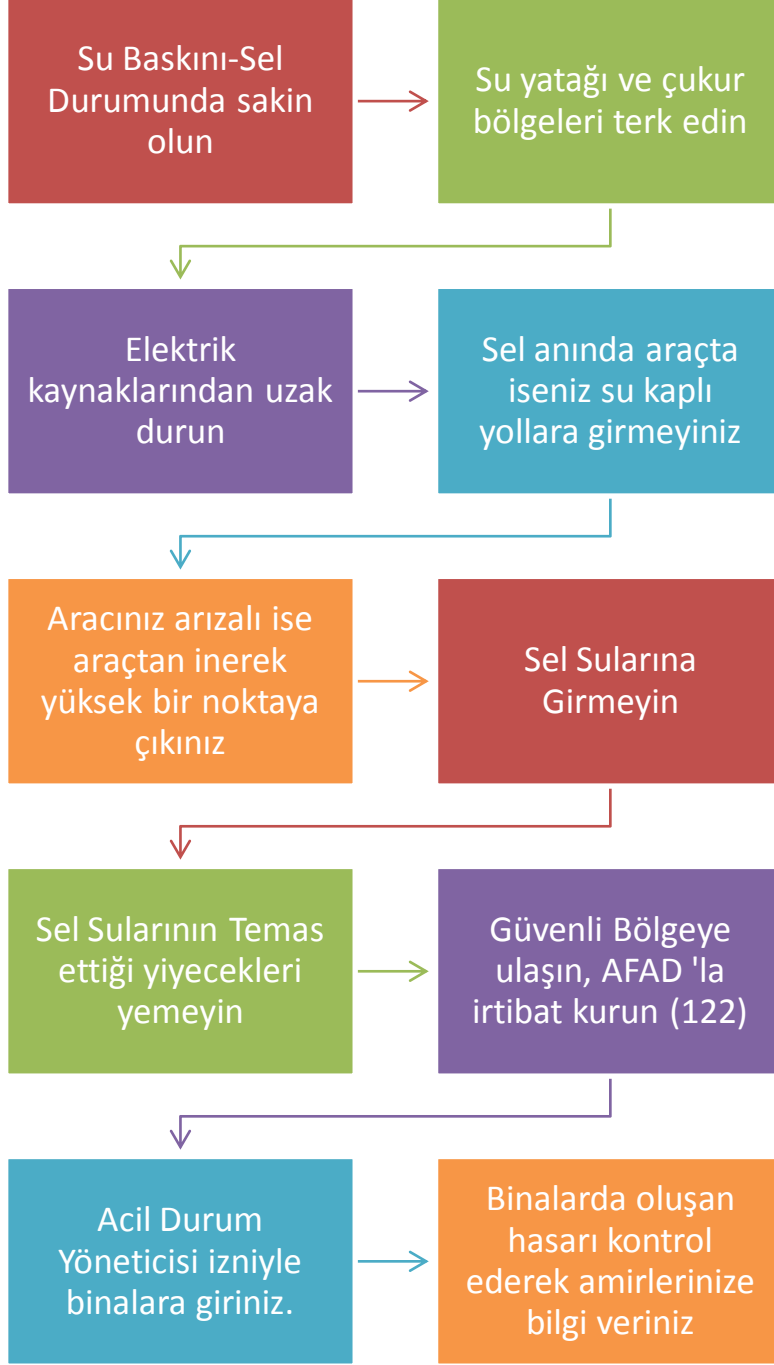 Su Baskını-Sel
Durumunda sakin
olun
Su yatağı ve çukur
bölgeleri terk edin
Elektrik
kaynaklarından uzak
durun
Sel anında araçta
iseniz su kaplı
yollara girmeyiniz
Aracınız arızalı ise
araçtan inerek
yüksek bir noktaya
çıkınız
Sel Sularına
Girmeyin
Sel Sularının Temas
ettiği yiyecekleri
yemeyin
Güvenli Bölgeye
ulaşın, AFAD 'la
irtibat kurun (122)
Acil Durum
Yöneticisi izniyle
binalara giriniz.
Binalarda oluşan
hasarı kontrol
ederek amirlerinize
bilgi veriniz